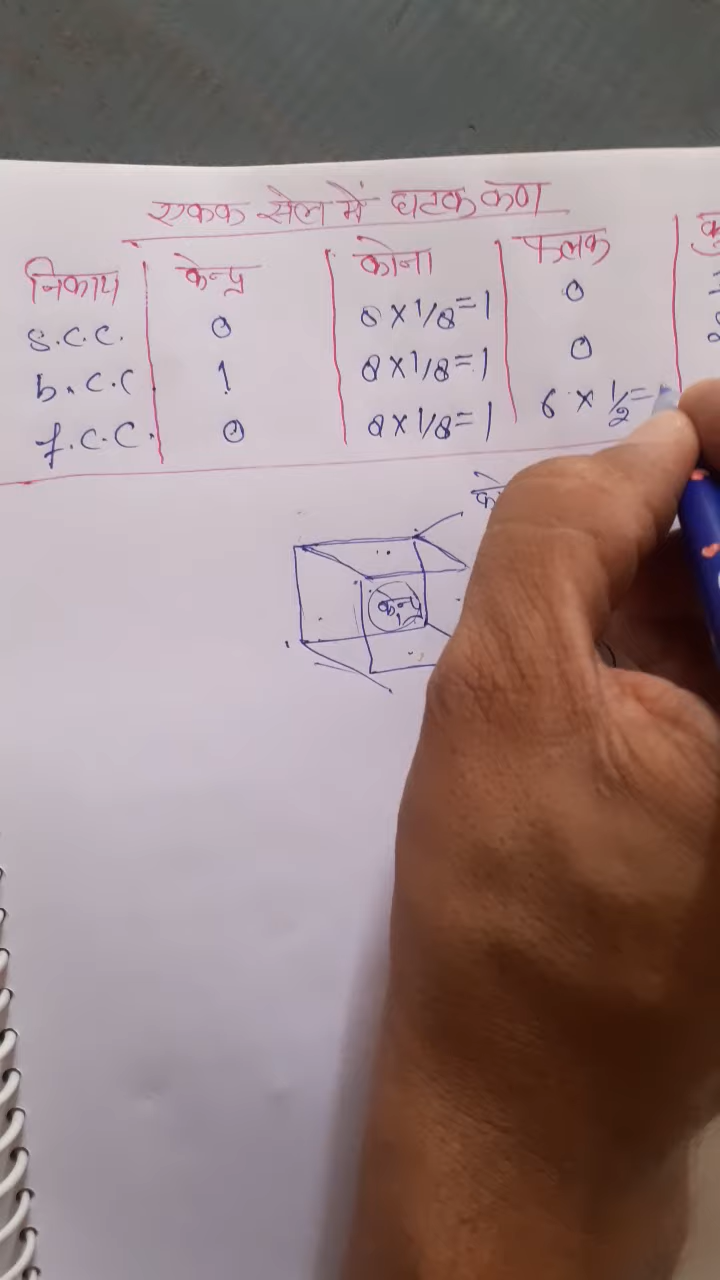 एकक सेल में घटक कण
निकाय केन्द्र कोना फलक
s.c.c. 0 8 × 1/8 = 1 0
b.c.c 1 8 × 1/8 = 1 0
f.c.c. 0 8 × 1/8 = 1 6 × 1/2 =
केन्द्र